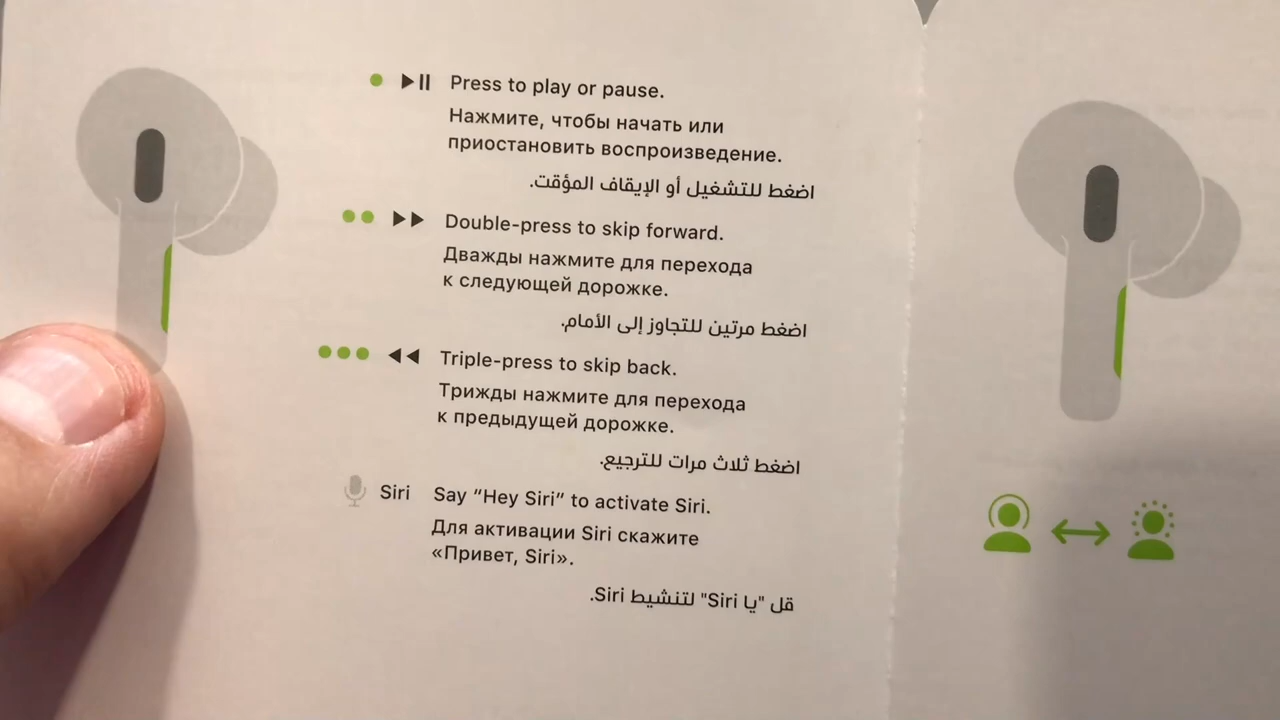 Press to play or pause.
Нажмите, чтобы начать или
приостановить воспроизведение.
اضغط للتشغيل أو الإيقاف المؤقت.
Double-press to skip forward.
Дважды нажмите для перехода
к следующей дорожке.
اضغط مرتين للتجاوز إلى الأمام.
Triple-press to skip back.
Трижды нажмите для перехода
к предыдущей дорожке.
اضغط ثلاث مرات للترجيع.
Siri Say “Hey Siri” to activate Siri.
Для активации Siri скажите
«Привет, Siri».
قل "يا Siri" لتنشيط Siri.